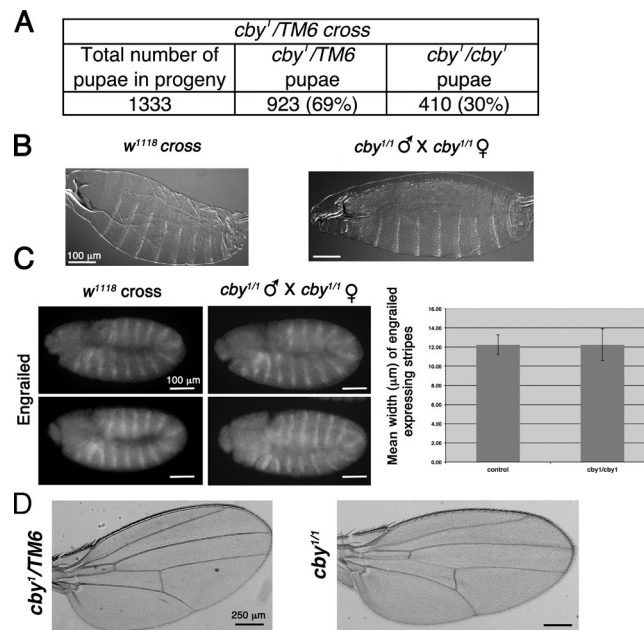 A
cby¹/TM6 cross
Total number of pupae in progeny
cby¹/TM6 pupae
cby¹/cby¹ pupae
1333
923 (69%)
410 (30%)
B
w¹¹¹⁸ cross
cby¹/¹ ♂ X cby¹/¹ ♀
100 µm
C
w¹¹¹⁸ cross
cby¹/¹ ♂ X cby¹/¹ ♀
Engrailed
100 µm
Mean width (µm) of engrailed
expressing stripes
16.00
14.00
12.00
10.00
8.00
6.00
4.00
2.00
0.00
control
cby1/cby1
D
cby¹/TM6
250 µm
cby¹/¹